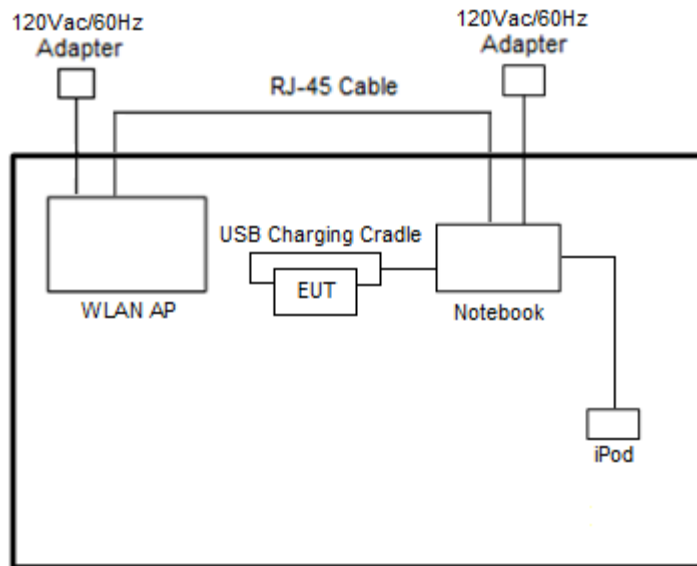 120Vac/60Hz
Adapter
120Vac/60Hz
Adapter
RJ-45 Cable
USB Charging Cradle
EUT
WLAN AP
Notebook
iPod